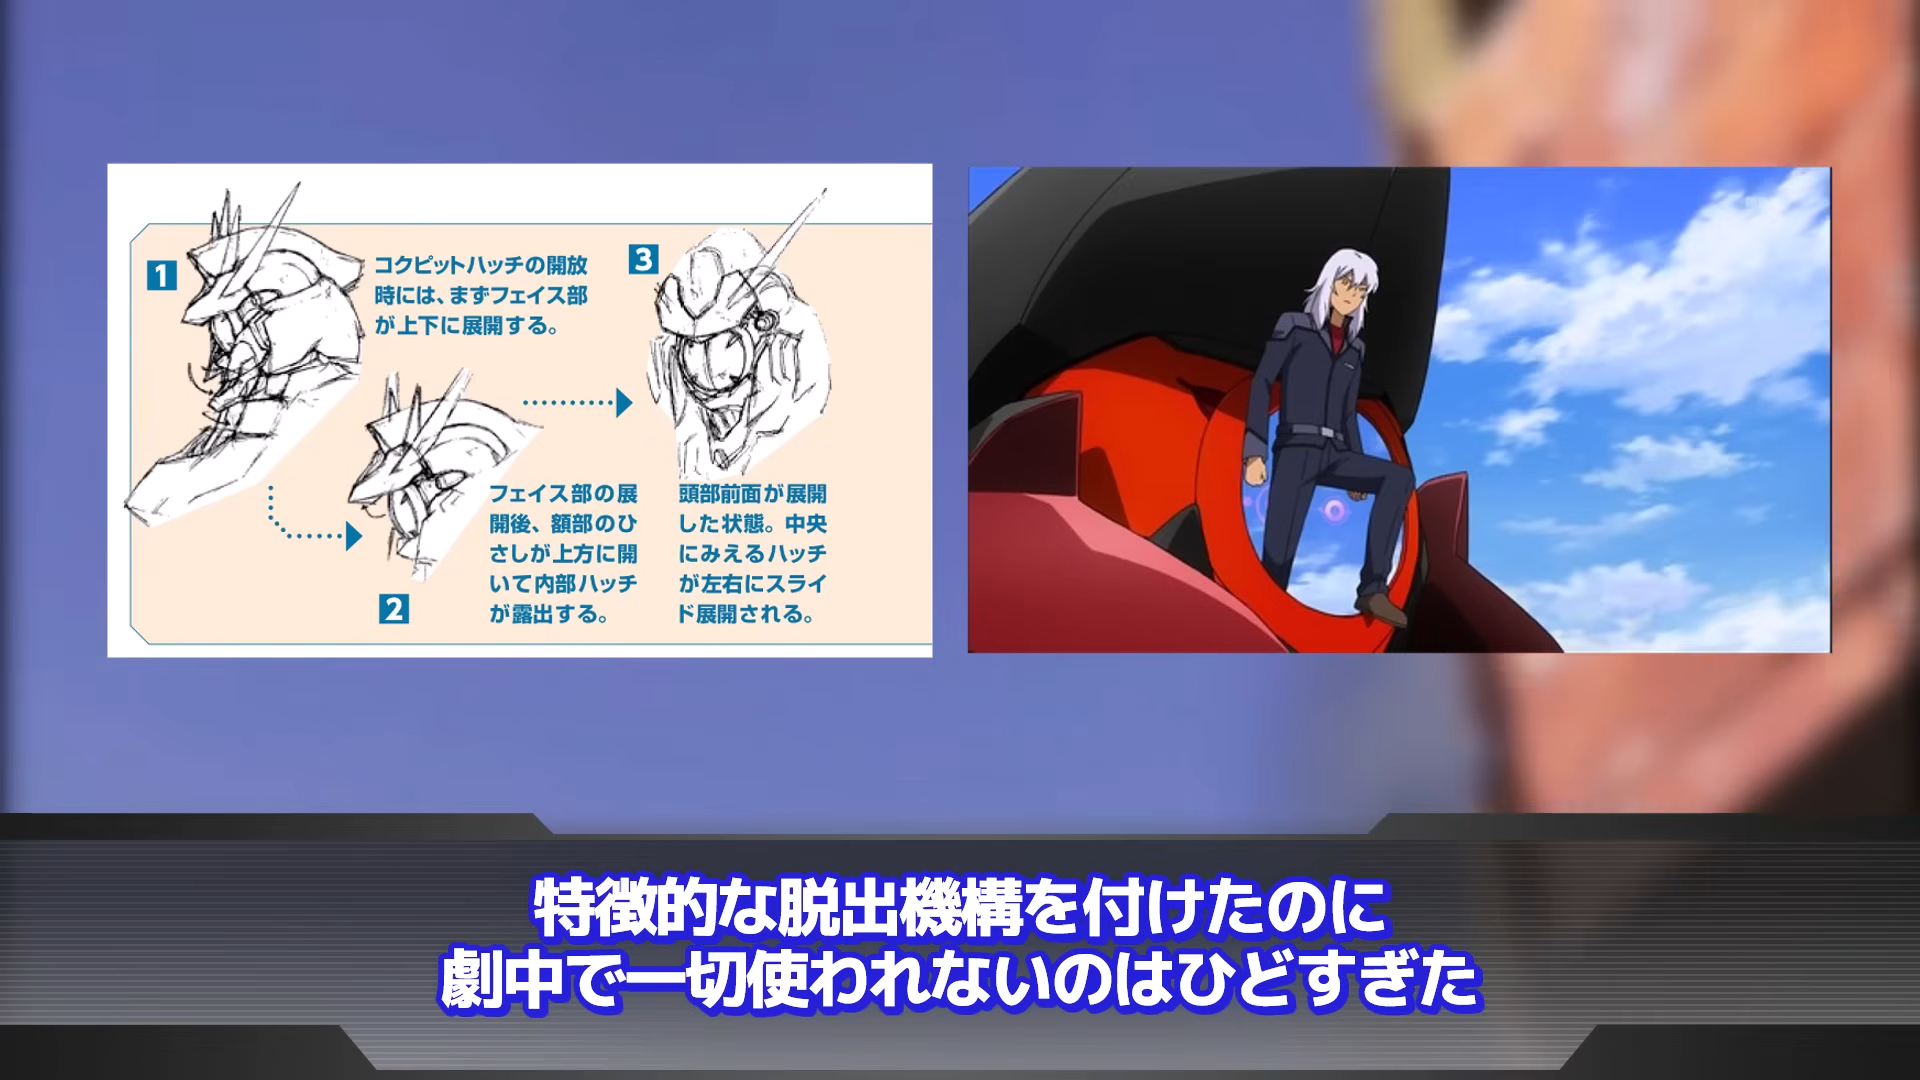 1
コクピットハッチの開放
時には、まずフェイス部
が上下に展開する。
2
フェイス部の展
開後、額部のひ
さしが上方に開
いて内部ハッチ
が露出する。
3
頭部前面が展開
した状態。中央
にみえるハッチ
が左右にスライ
ド展開される。
特徴的な脱出機構を付けたのに
劇中で一切使われないのはひどすぎた